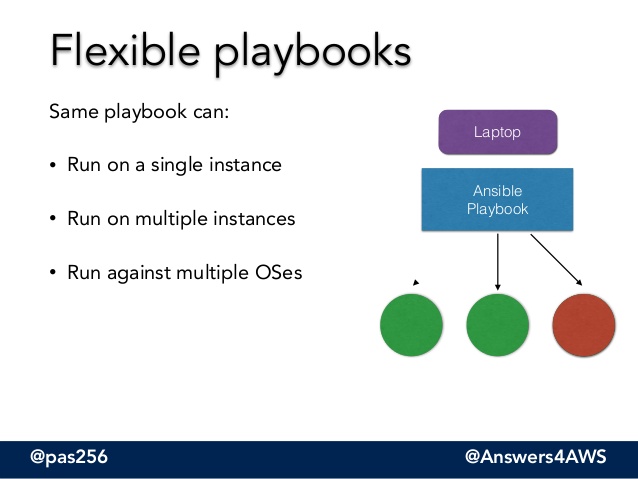 Flexible playbooks
Same playbook can:
• Run on a single instance
• Run on multiple instances
• Run against multiple OSes
Laptop
Ansible
Playbook
@pas256
@Answers4AWS